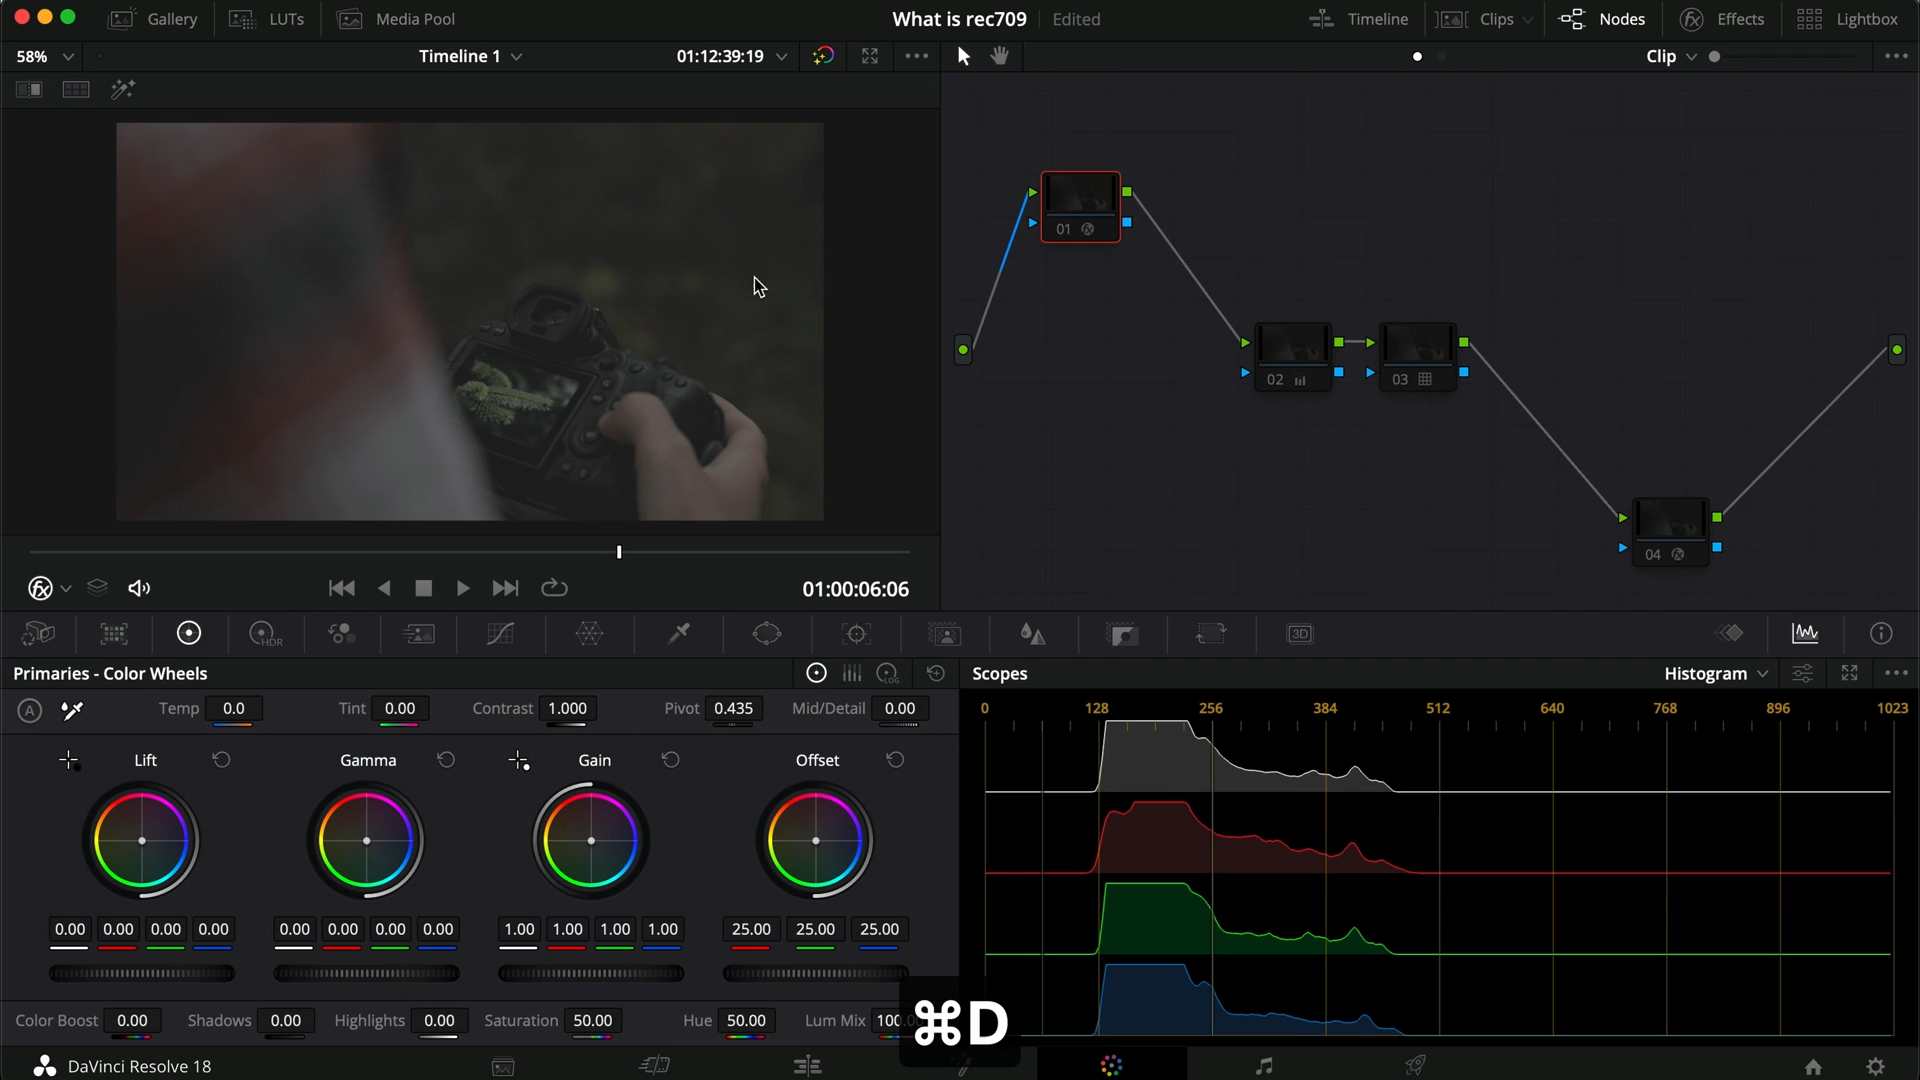 Gallery LUTs Media Pool What is rec709 Edited Timeline Clips Nodes Effects Lightbox
58% Timeline 1 01:12:39:19 Clip
01
02 03
04
01:00:06:06
HDR 3D
Primaries - Color Wheels LOG Scopes Histogram
A Temp 0.0 Tint 0.00 Contrast 1.000 Pivot 0.435 Mid/Detail 0.00
0 128 256 384 512 640 768 896 1023
Lift Gamma Gain Offset
0.00 0.00 0.00 0.00 0.00 0.00 0.00 0.00 1.00 1.00 1.00 1.00 25.00 25.00 25.00
Color Boost 0.00 Shadows 0.00 Highlights 0.00 Saturation 50.00 Hue 50.00 Lum Mix 100.0
⌘D
DaVinci Resolve 18